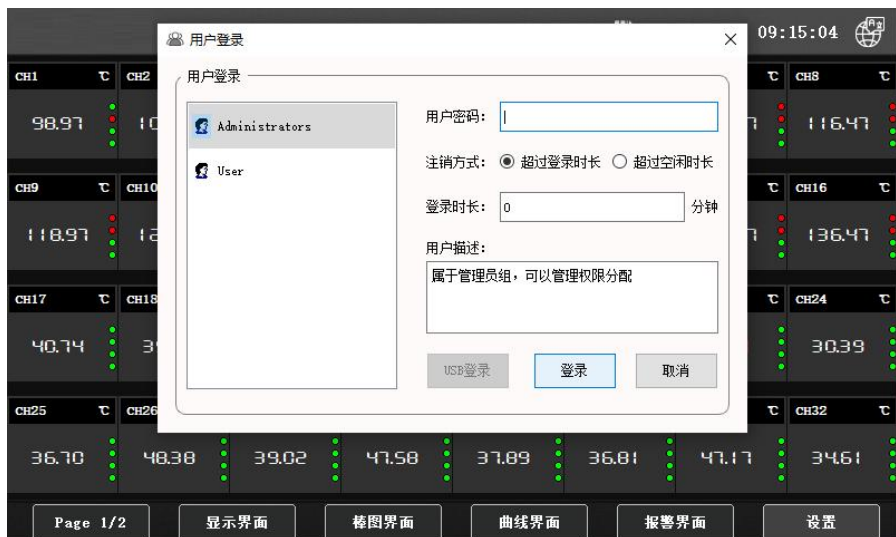 用户登录
09:15:04
用户登录
Administrators
User
用户密码:
注销方式: 超过登录时长 超过空闲时长
登录时长: 0 分钟
用户描述:
属于管理员组，可以管理权限分配
USB登录 登录 取消
CH1 ℃ CH2 ℃ CH8 ℃
98.97 116.47
CH9 ℃ CH10 ℃ CH16 ℃
118.97 136.47
CH17 ℃ CH18 ℃ CH24 ℃
40.74 30.39
CH25 ℃ CH26 ℃ CH32 ℃
36.70 48.38 39.02 47.58 37.89 36.81 47.17 34.61
Page 1/2 显示界面 棒图界面 曲线界面 报警界面 设置